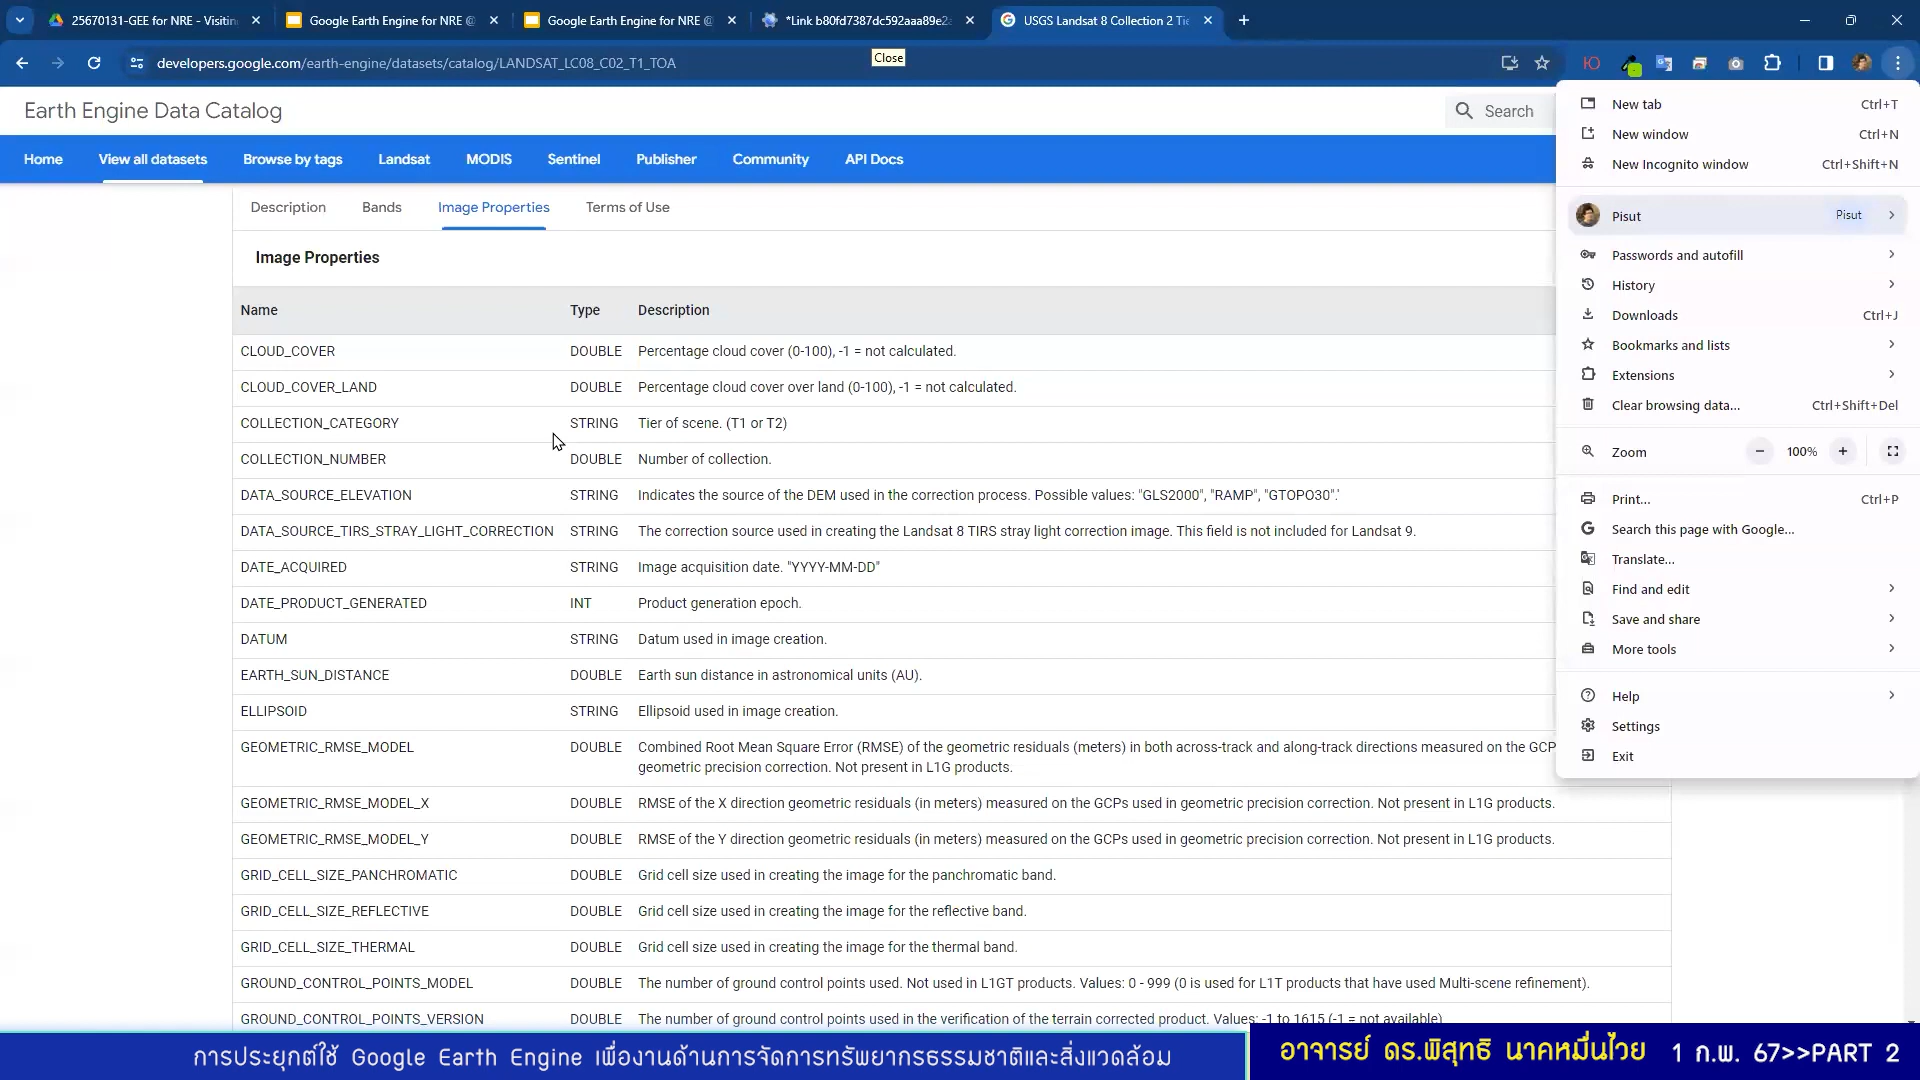 25670131-GEE for NRE - Visiting
Google Earth Engine for NRE @
Google Earth Engine for NRE @
*Link b80fd7387dc592aaa89e2
USGS Landsat 8 Collection 2 Tie
Close
developers.google.com/earth-engine/datasets/catalog/LANDSAT_LC08_C02_T1_TOA
Earth Engine Data Catalog
Search
Home
View all datasets
Browse by tags
Landsat
MODIS
Sentinel
Publisher
Community
API Docs
Description
Bands
Image Properties
Terms of Use
Image Properties
Name Type Description
CLOUD_COVER DOUBLE Percentage cloud cover (0-100), -1 = not calculated.
CLOUD_COVER_LAND DOUBLE Percentage cloud cover over land (0-100), -1 = not calculated.
COLLECTION_CATEGORY STRING Tier of scene. (T1 or T2)
COLLECTION_NUMBER DOUBLE Number of collection.
DATA_SOURCE_ELEVATION STRING Indicates the source of the DEM used in the correction process. Possible values: "GLS2000", "RAMP", "GTOPO30".'
DATA_SOURCE_TIRS_STRAY_LIGHT_CORRECTION STRING The correction source used in creating the Landsat 8 TIRS stray light correction image. This field is not included for Landsat 9.
DATE_ACQUIRED STRING Image acquisition date. "YYYY-MM-DD"
DATE_PRODUCT_GENERATED INT Product generation epoch.
DATUM STRING Datum used in image creation.
EARTH_SUN_DISTANCE DOUBLE Earth sun distance in astronomical units (AU).
ELLIPSOID STRING Ellipsoid used in image creation.
GEOMETRIC_RMSE_MODEL DOUBLE Combined Root Mean Square Error (RMSE) of the geometric residuals (meters) in both across-track and along-track directions measured on the GCP
geometric precision correction. Not present in L1G products.
GEOMETRIC_RMSE_MODEL_X DOUBLE RMSE of the X direction geometric residuals (in meters) measured on the GCPs used in geometric precision correction. Not present in L1G products.
GEOMETRIC_RMSE_MODEL_Y DOUBLE RMSE of the Y direction geometric residuals (in meters) measured on the GCPs used in geometric precision correction. Not present in L1G products.
GRID_CELL_SIZE_PANCHROMATIC DOUBLE Grid cell size used in creating the image for the panchromatic band.
GRID_CELL_SIZE_REFLECTIVE DOUBLE Grid cell size used in creating the image for the reflective band.
GRID_CELL_SIZE_THERMAL DOUBLE Grid cell size used in creating the image for the thermal band.
GROUND_CONTROL_POINTS_MODEL DOUBLE The number of ground control points used. Not used in L1GT products. Values: 0 - 999 (0 is used for L1T products that have used Multi-scene refinement).
GROUND_CONTROL_POINTS_VERSION DOUBLE The number of ground control points used in the verification of the terrain corrected product. Values: -1 to 1615 (-1 = not available)
New tab Ctrl+T
New window Ctrl+N
New Incognito window Ctrl+Shift+N
Pisut Pisut
Passwords and autofill
History
Downloads Ctrl+J
Bookmarks and lists
Extensions
Clear browsing data... Ctrl+Shift+Del
Zoom − 100% +
Print... Ctrl+P
Search this page with Google...
Translate...
Find and edit
Save and share
More tools
Help
Settings
Exit
การประยุกต์ใช้ Google Earth Engine เพื่องานด้านการจัดการทรัพยากรธรรมชาติและสิ่งแวดล้อม
อาจารย์ ดร.พิสุทธิ นาคหมื่นไวย 1 ก.พ. 67>>PART 2